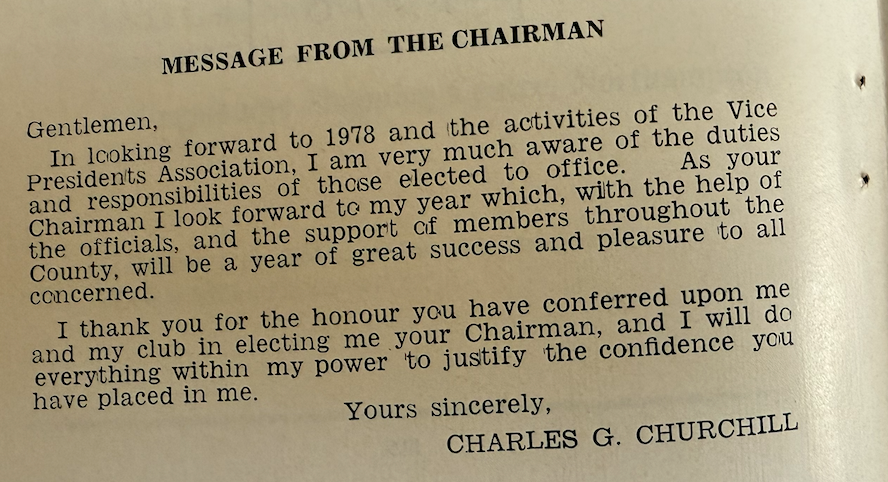 MESSAGE FROM THE CHAIRMAN
Gentlemen,
In looking forward to 1978 and the activities of the Vice
Presidents Association, I am very much aware of the duties
and responsibilities of those elected to office. As your
Chairman I look forward to my year which, with the help of
the officials, and the support of members throughout the
County, will be a year of great success and pleasure to all
concerned.
I thank you for the honour you have conferred upon me
and my club in electing me your Chairman, and I will do
everything within my power to justify the confidence you
have placed in me.
Yours sincerely,
CHARLES G. CHURCHILL